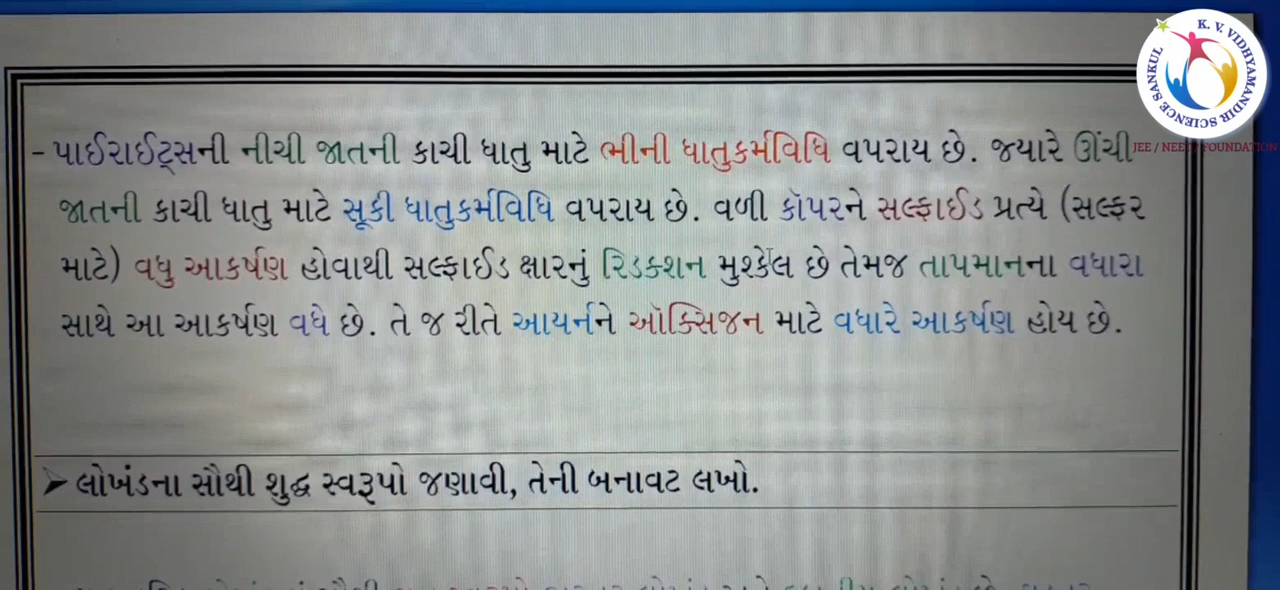 K. V. VIDHYAMANDIR SCIENCE SANKUL
JEE / NEET / FOUNDATION
- પાઈરાઈટ્સની નીચી જાતની કાચી ધાતુ માટે ભીની ધાતુકર્મવિધિ વપરાય છે. જ્યારે ઊંચી
જાતની કાચી ધાતુ માટે સૂકી ધાતુકર્મવિધિ વપરાય છે. વળી કૉપરને સલ્ફાઈડ પ્રત્યે (સલ્ફર
માટે) વધુ આકર્ષણ હોવાથી સલ્ફાઈડ ક્ષારનું રિડક્શન મુશ્કેલ છે તેમજ તાપમાનના વધારા
સાથે આ આકર્ષણ વધે છે. તે જ રીતે આયર્નને ઑક્સિજન માટે વધારે આકર્ષણ હોય છે.
➤ લોખંડના સૌથી શુદ્ધ સ્વરૂપો જણાવી, તેની બનાવટ લખો.